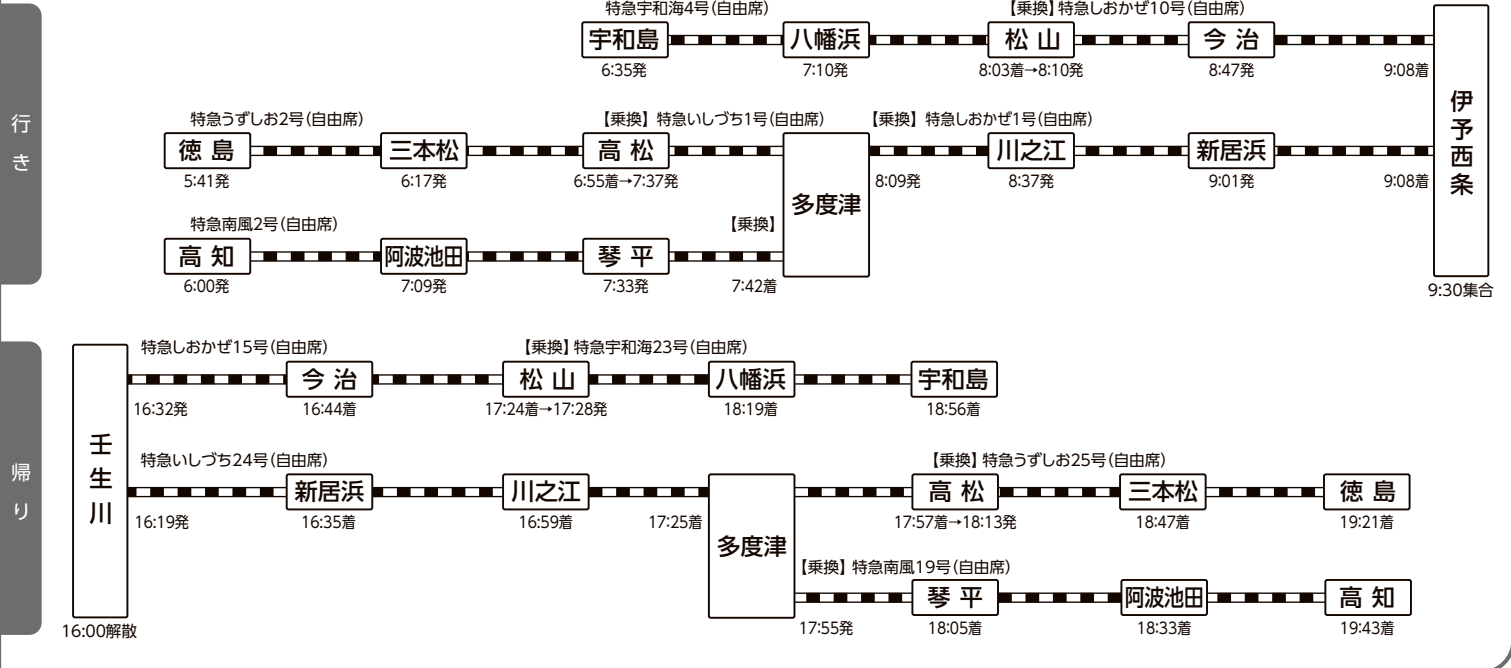 行き
特急宇和海4号(自由席)
【乗換】特急しおかぜ10号(自由席)
宇和島
八幡浜
松山
今治
6:35発
7:10発
8:03着→8:10発
8:47発
9:08着
特急うずしお2号(自由席)
【乗換】特急いしづち1号(自由席)
【乗換】特急しおかぜ1号(自由席)
徳島
三本松
高松
川之江
新居浜
5:41発
6:17発
6:55着→7:37発
8:09発
8:37発
9:01発
9:08着
多度津
特急南風2号(自由席)
【乗換】
高知
阿波池田
琴平
6:00発
7:09発
7:33発
7:42着
伊予西条
9:30集合
帰り
壬生川
16:00解散
特急しおかぜ15号(自由席)
【乗換】特急宇和海23号(自由席)
今治
松山
八幡浜
宇和島
16:32発
16:44着
17:24着→17:28発
18:19着
18:56着
特急いしづち24号(自由席)
【乗換】特急うずしお25号(自由席)
新居浜
川之江
高松
三本松
徳島
16:19発
16:35着
16:59着
17:25着
17:57着→18:13発
18:47着
19:21着
多度津
【乗換】特急南風19号(自由席)
琴平
阿波池田
高知
17:55発
18:05着
18:33着
19:43着